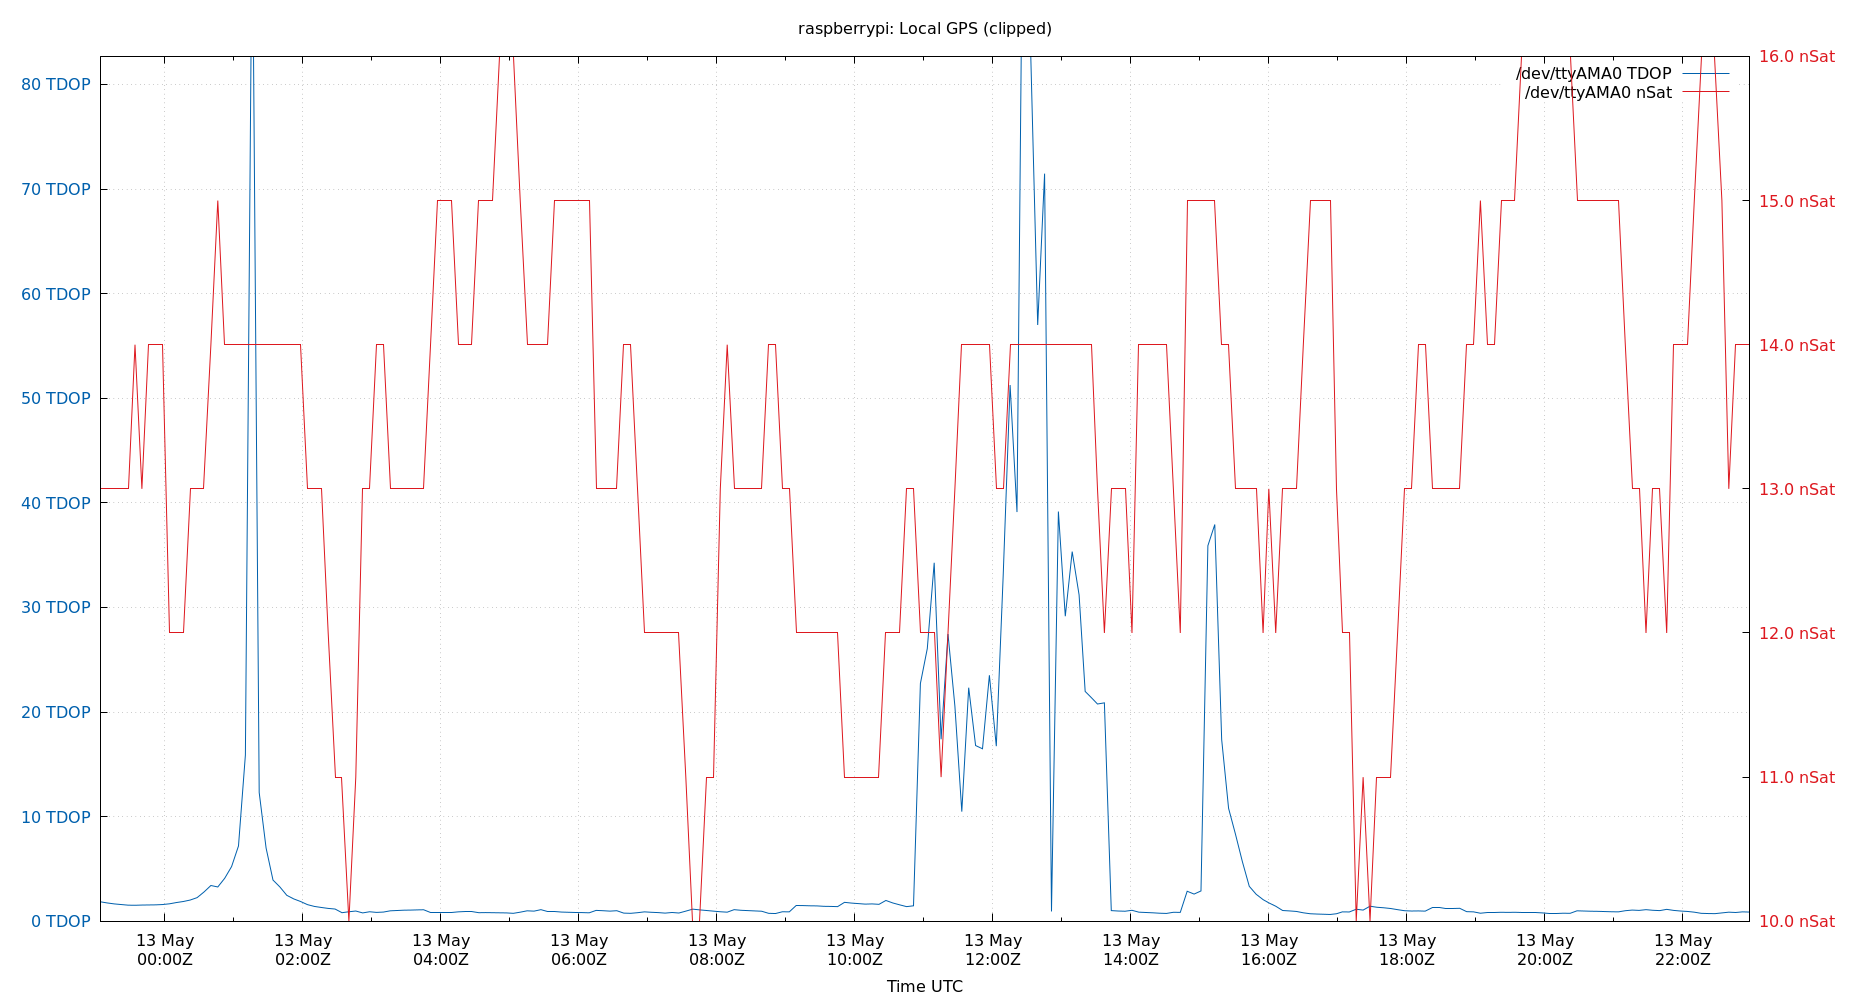 raspberrypi: Local GPS (clipped)
/dev/ttyAMA0 TDOP
/dev/ttyAMA0 nSat
80 TDOP
70 TDOP
60 TDOP
50 TDOP
40 TDOP
30 TDOP
20 TDOP
10 TDOP
0 TDOP
16.0 nSat
15.0 nSat
14.0 nSat
13.0 nSat
12.0 nSat
11.0 nSat
10.0 nSat
13 May
00:00Z
13 May
02:00Z
13 May
04:00Z
13 May
06:00Z
13 May
08:00Z
13 May
10:00Z
13 May
12:00Z
13 May
14:00Z
13 May
16:00Z
13 May
18:00Z
13 May
20:00Z
13 May
22:00Z
Time UTC